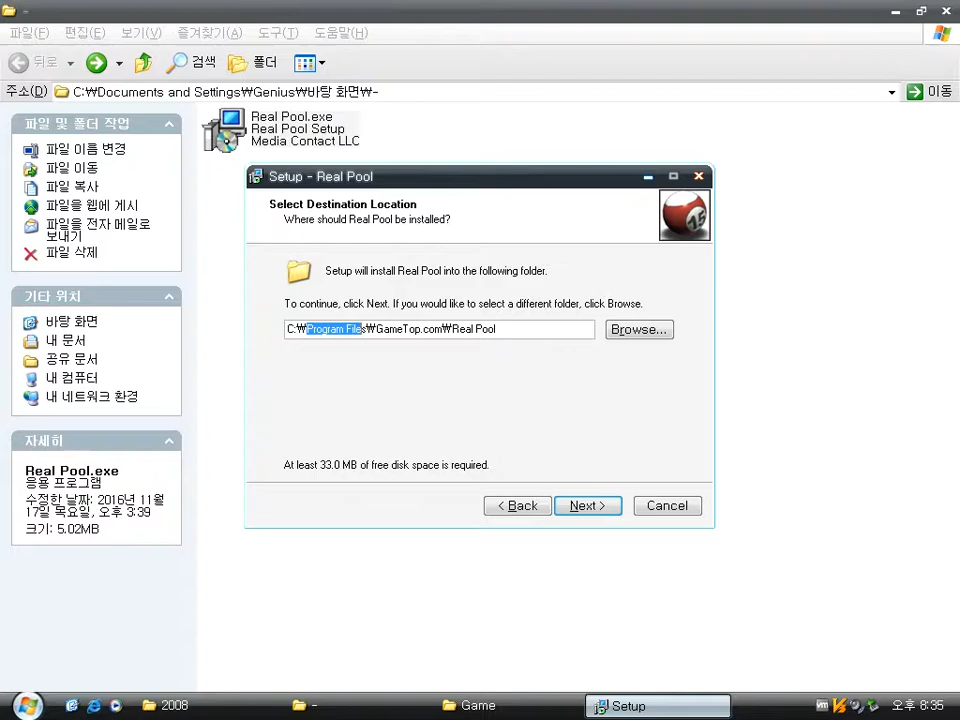 -
파일(F) 편집(E) 보기(V) 즐겨찾기(A) 도구(T) 도움말(H)
뒤로 검색 폴더
주소(D) C:₩Documents and Settings₩Genius₩바탕 화면₩- 이동
파일 및 폴더 작업
파일 이름 변경
파일 이동
파일 복사
파일을 웹에 게시
파일을 전자 메일로
보내기
파일 삭제
기타 위치
바탕 화면
내 문서
공유 문서
내 컴퓨터
내 네트워크 환경
자세히
Real Pool.exe
응용 프로그램
수정한 날짜: 2016년 11월
17일 목요일, 오후 3:39
크기: 5.02MB
Real Pool.exe
Real Pool Setup
Media Contact LLC
Setup - Real Pool
Select Destination Location
Where should Real Pool be installed?
15
Setup will install Real Pool into the following folder.
To continue, click Next. If you would like to select a different folder, click Browse.
C:₩Program Files₩GameTop.com₩Real Pool Browse...
At least 33.0 MB of free disk space is required.
< Back Next > Cancel
2008 - Game Setup 오후 8:35